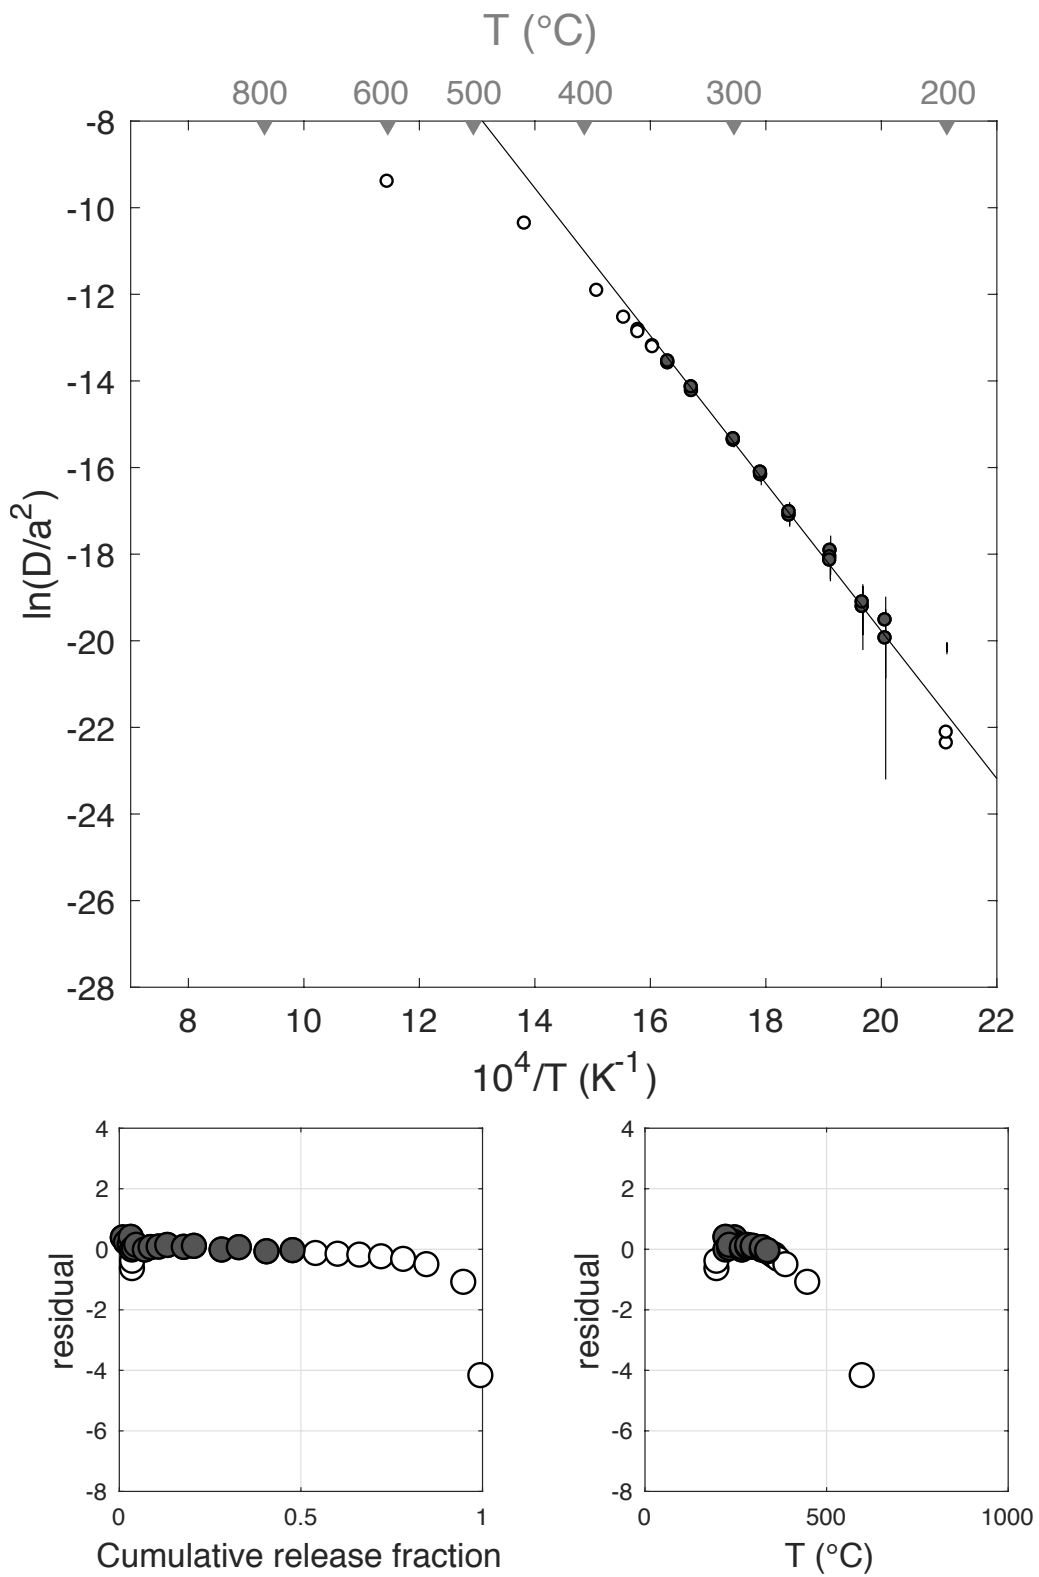 T (°C)
800 600 500 400 300 200
-8
-10
-12
-14
-16
-18
-20
-22
-24
-26
-28
ln(D/a²)
8 10 12 14 16 18 20 22
10⁴/T (K⁻¹)
4
2
0
-2
-4
-6
-8
residual
0 0.5 1
Cumulative release fraction
4
2
0
-2
-4
-6
-8
residual
0 500 1000
T (°C)